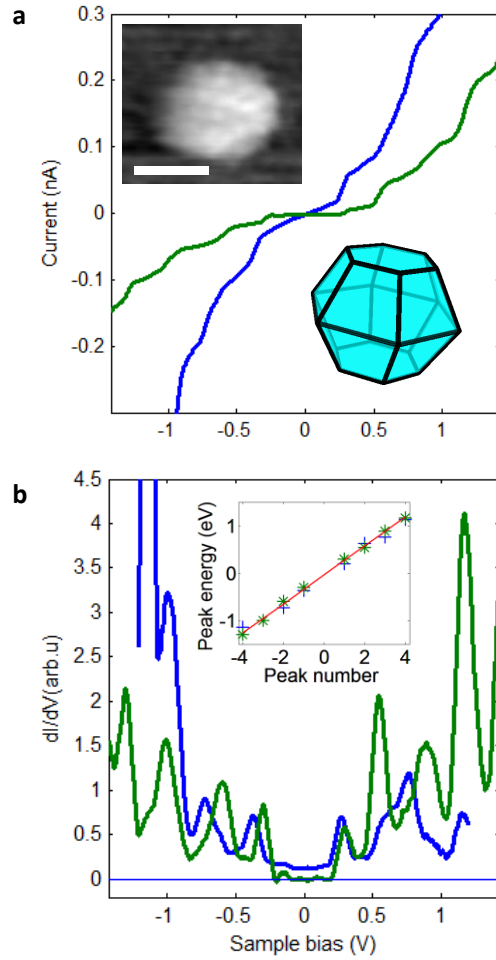 a
0.3
0.2
0.1
0
-0.1
-0.2
Current (nA)
-1 -0.5 0 0.5 1
b
4.5
4
3.5
3
2.5
2
1.5
1
0.5
0
dI/dV(arb.u)
1
0
-1
Peak energy (eV)
-4 -2 0 2 4
Peak number
-1 -0.5 0 0.5 1
Sample bias (V)